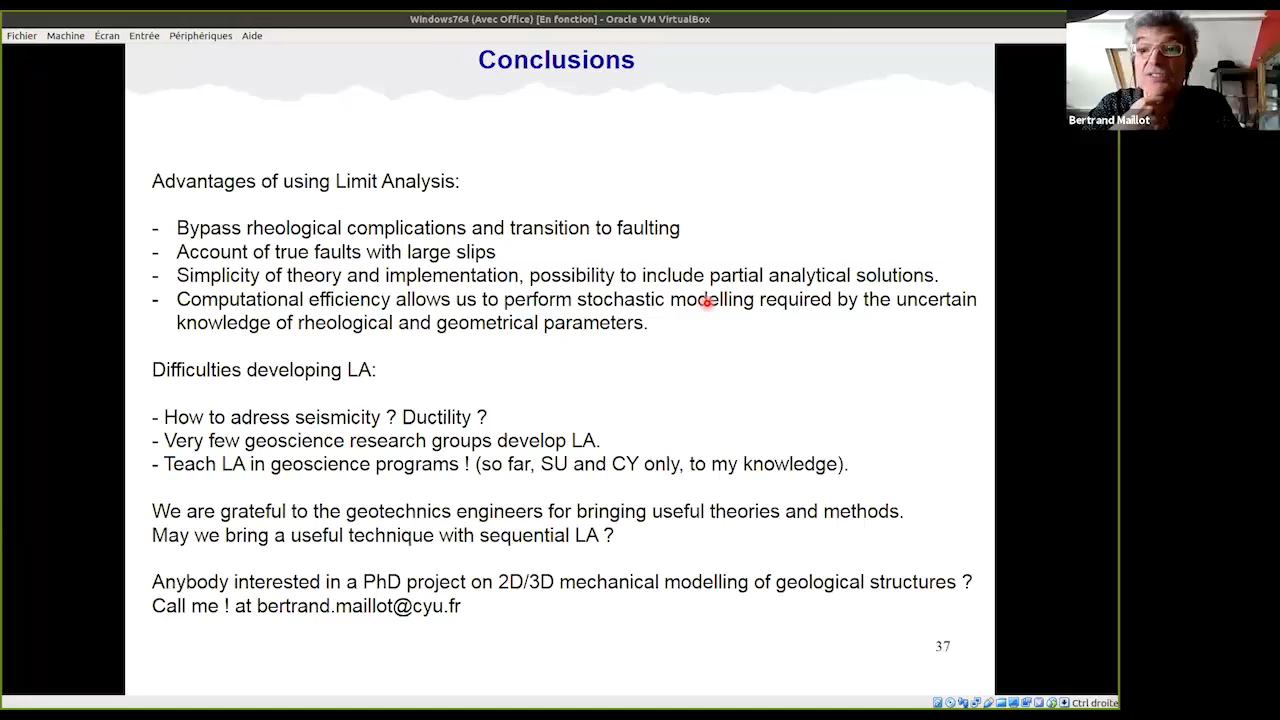 Windows764 (Avec Office) [En fonction] - Oracle VM VirtualBox
Fichier Machine Écran Entrée Périphériques Aide
Conclusions
Bertrand Maillot
Advantages of using Limit Analysis:
- Bypass rheological complications and transition to faulting
- Account of true faults with large slips
- Simplicity of theory and implementation, possibility to include partial analytical solutions.
- Computational efficiency allows us to perform stochastic modelling required by the uncertain
knowledge of rheological and geometrical parameters.
Difficulties developing LA:
- How to adress seismicity ? Ductility ?
- Very few geoscience research groups develop LA.
- Teach LA in geoscience programs ! (so far, SU and CY only, to my knowledge).
We are grateful to the geotechnics engineers for bringing useful theories and methods.
May we bring a useful technique with sequential LA ?
Anybody interested in a PhD project on 2D/3D mechanical modelling of geological structures ?
Call me ! at bertrand.maillot@cyu.fr
37
Ctrl droite